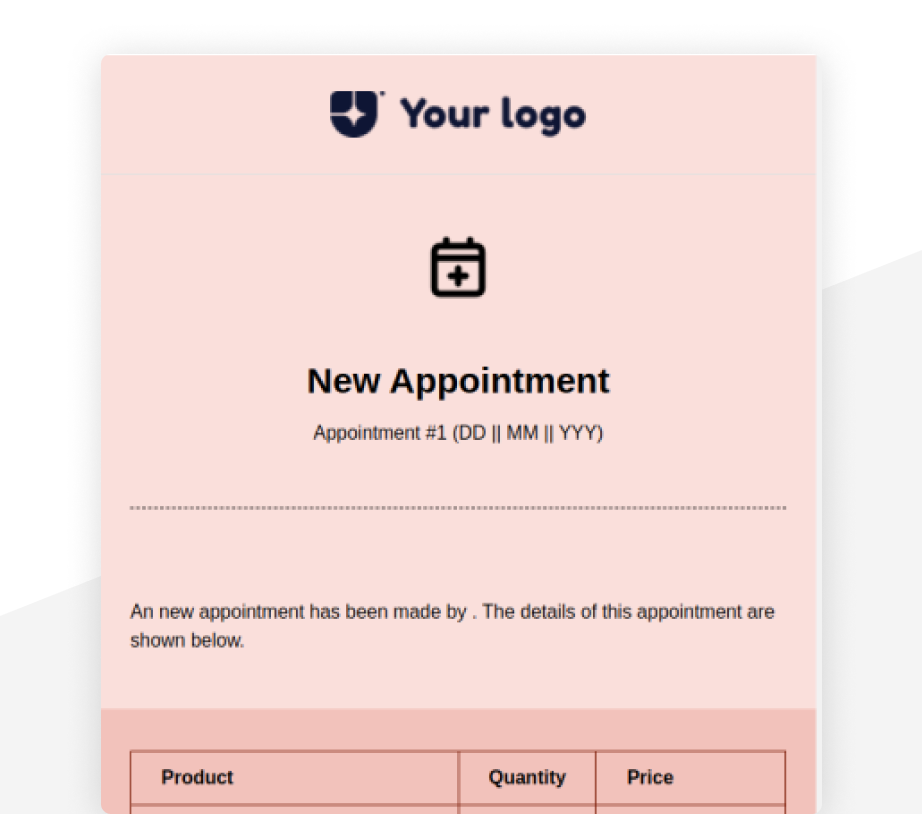 Your logo
New Appointment
Appointment #1 (DD || MM || YYY)
An new appointment has been made by . The details of this appointment are
shown below.
Product Quantity Price